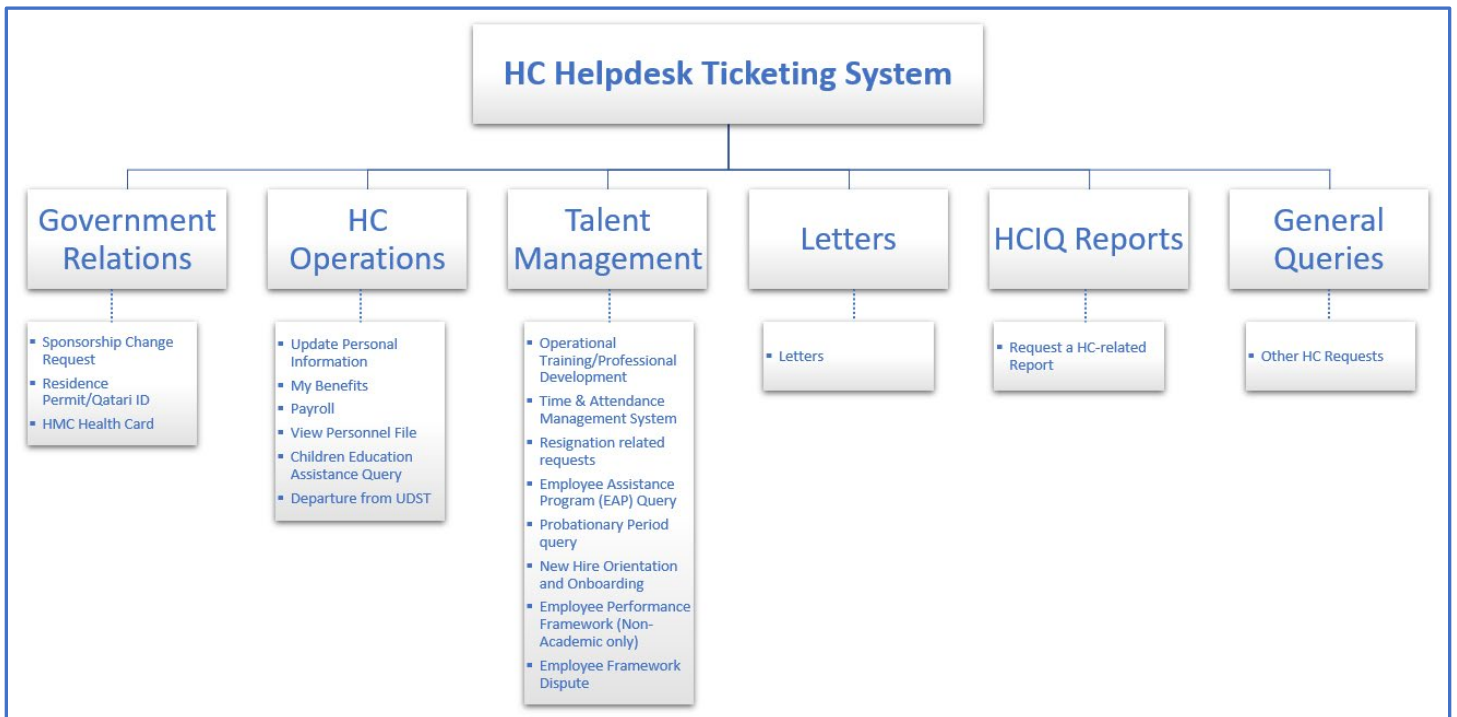 HC Helpdesk Ticketing System
Government
Relations
Sponsorship Change
Request
Residence
Permit/Qatari ID
HMC Health Card
HC
Operations
Update Personal
Information
My Benefits
Payroll
View Personnel File
Children Education
Assistance Query
Departure from UDST
Talent
Management
Operational
Training/Professional
Development
Time & Attendance
Management System
Resignation related
requests
Employee Assistance
Program (EAP) Query
Probationary Period
query
New Hire Orientation
and Onboarding
Employee Performance
Framework (Non-
Academic only)
Employee Framework
Dispute
Letters
Letters
HCIQ Reports
Request a HC-related
Report
General
Queries
Other HC Requests